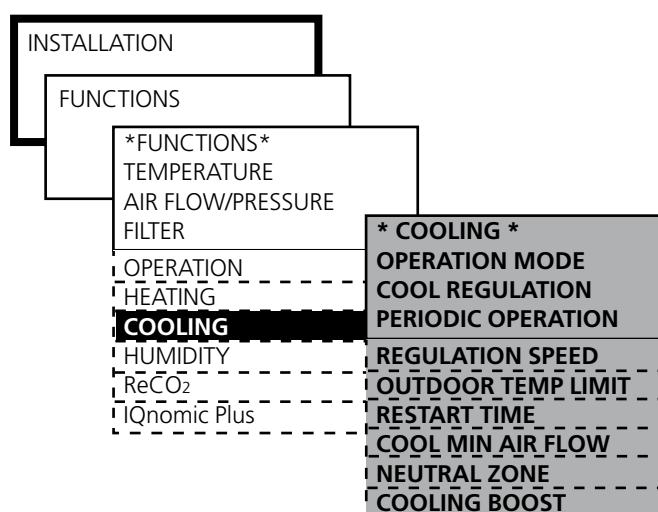 INSTALLATION
FUNCTIONS
*FUNCTIONS*
TEMPERATURE
AIR FLOW/PRESSURE
FILTER
OPERATION
HEATING
COOLING
HUMIDITY
ReCO2
IQnomic Plus
* COOLING *
OPERATION MODE
COOL REGULATION
PERIODIC OPERATION
REGULATION SPEED
OUTDOOR TEMP LIMIT
RESTART TIME
COOL MIN AIR FLOW
NEUTRAL ZONE
COOLING BOOST